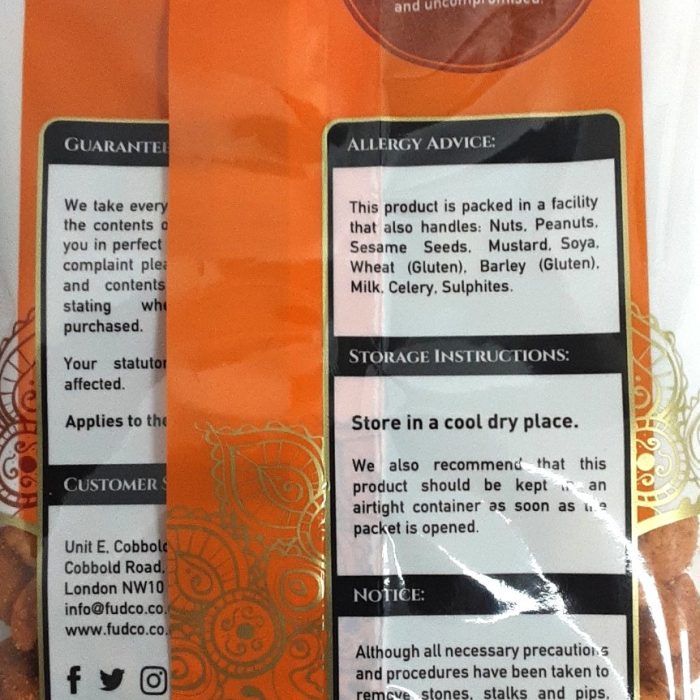 and uncompromised.
GUARANTEE
We take every
the contents
you in perfect
complaint
and contents
stating
purchased.
Your
affected.
Applies to the
CUSTOMER
Unit E, Cobbold
Cobbold Road,
London NW10
info@fudco.co.
www.fudco.co.
ALLERGY ADVICE:
This product is packed in a facility
that also handles: Nuts, Peanuts,
Sesame Seeds, Mustard, Soya,
Wheat (Gluten), Barley (Gluten),
Milk, Celery, Sulphites.
STORAGE INSTRUCTIONS:
Store in a cool dry place.
We also recommend that this
product should be kept in an
airtight container as soon as the
packet is opened.
NOTICE:
Although all necessary precautions
and procedures have been taken to
remove stones, stalks and pips